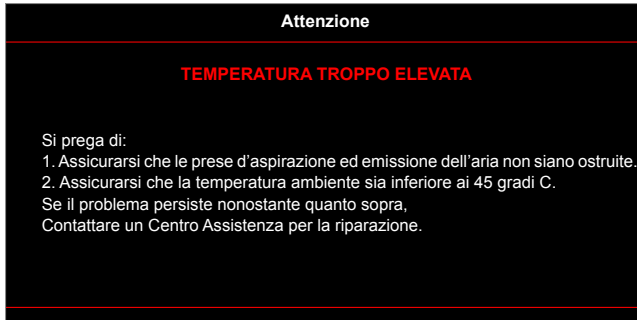 Attenzione
TEMPERATURA TROPPO ELEVATA
Si prega di:
1. Assicurarsi che le prese d’aspirazione ed emissione dell’aria non siano ostruite.
2. Assicurarsi che la temperatura ambiente sia inferiore ai 45 gradi C.
Se il problema persiste nonostante quanto sopra,
Contattare un Centro Assistenza per la riparazione.